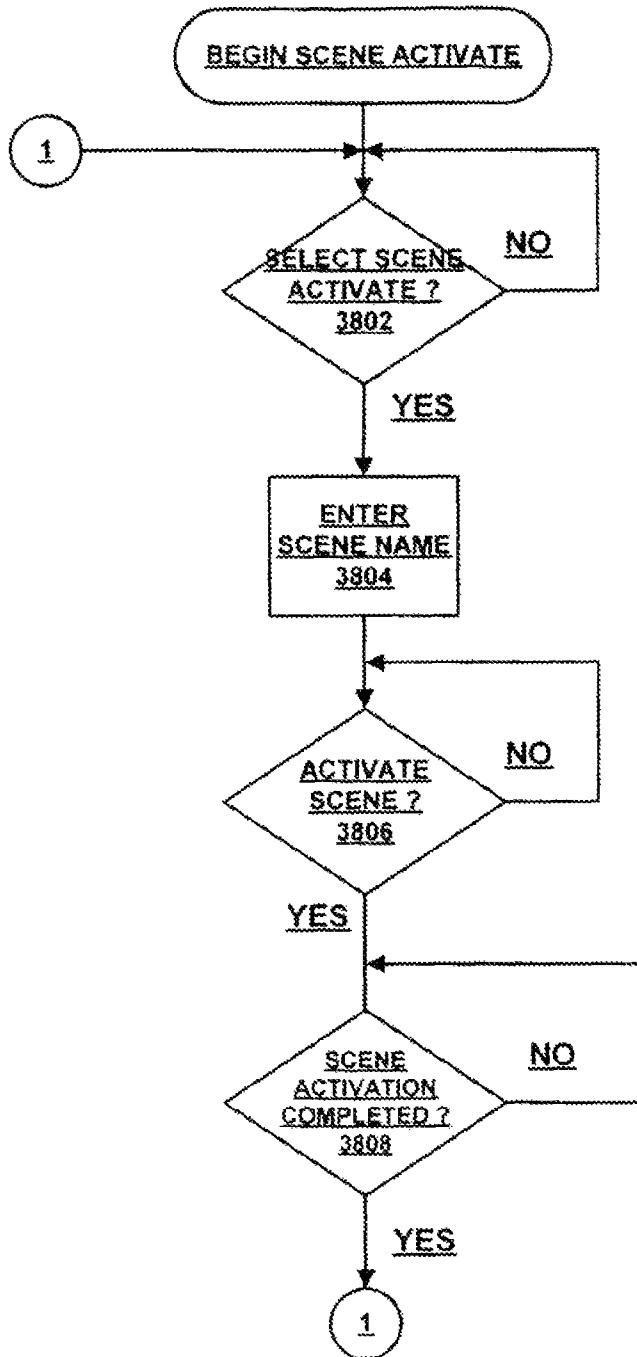 BEGIN SCENE ACTIVATE
1
SELECT SCENE
ACTIVATE ?
3802
NO
YES
ENTER
SCENE NAME
3804
ACTIVATE
SCENE ?
3806
NO
YES
SCENE
ACTIVATION
COMPLETED ?
3808
NO
YES
1